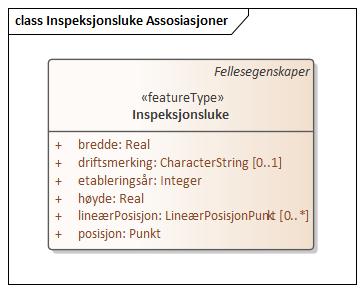 class Inspeksjonsluke Assosiasjoner
Fellesegenskaper
«featureType»
Inspeksjonsluke
+ bredde: Real
+ driftsmerking: CharacterString [0..1]
+ etableringsår: Integer
+ høyde: Real
+ lineærPosisjon: LineærPosisjonPunkt [0..*]
+ posisjon: Punkt